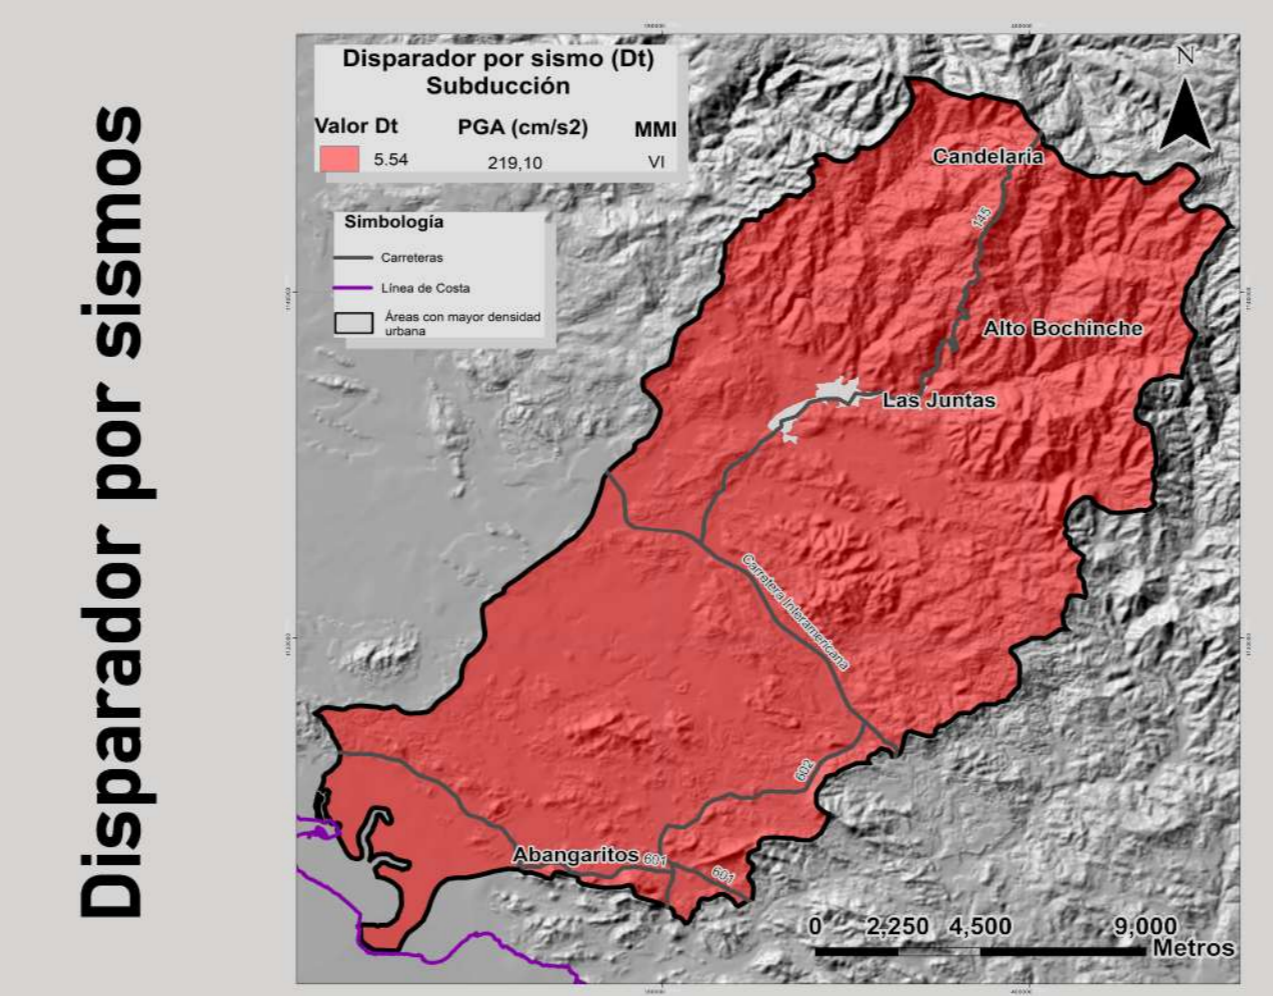 Disparador por sismos
Disparador por sismo (Dt)
Subducción
Valor Dt PGA (cm/s2) MMI
5.54 219,10 VI
Simbología
Carreteras
Línea de Costa
Áreas con mayor densidad
urbana
N
Candelaria
145
Alto Bochinche
Las Juntas
Carretera Interamericana
602
Abangaritos 601
601
0 2,250 4,500 9,000
Metros